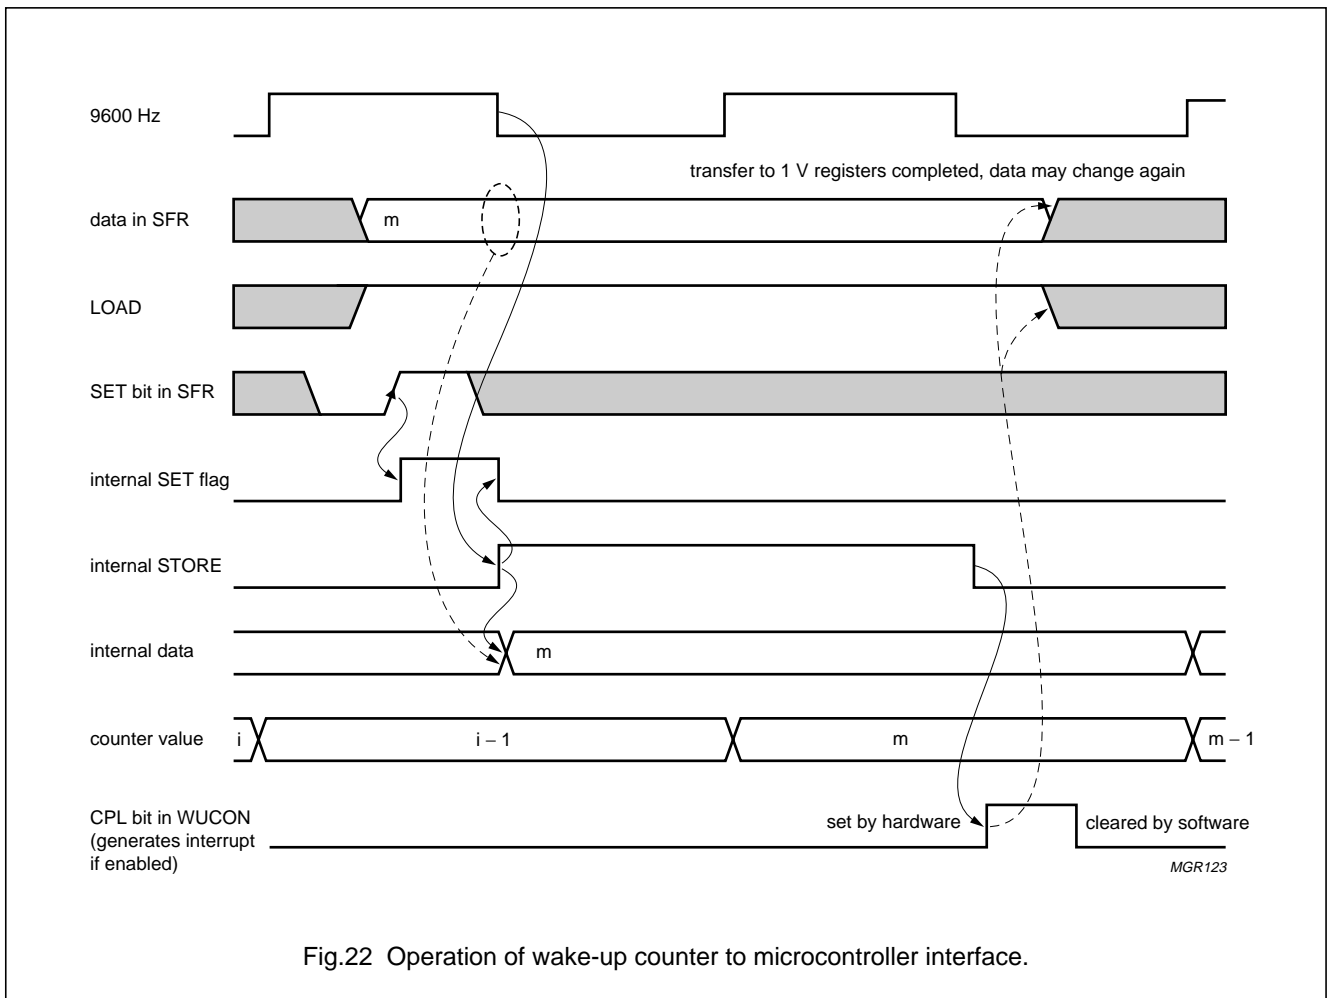 9600 Hz
transfer to 1 V registers completed, data may change again
data in SFR
m
LOAD
SET bit in SFR
internal SET flag
internal STORE
internal data
m
counter value
i
i − 1
m
m − 1
CPL bit in WUCON
(generates interrupt
if enabled)
set by hardware
cleared by software
MGR123
Fig.22 Operation of wake-up counter to microcontroller interface.